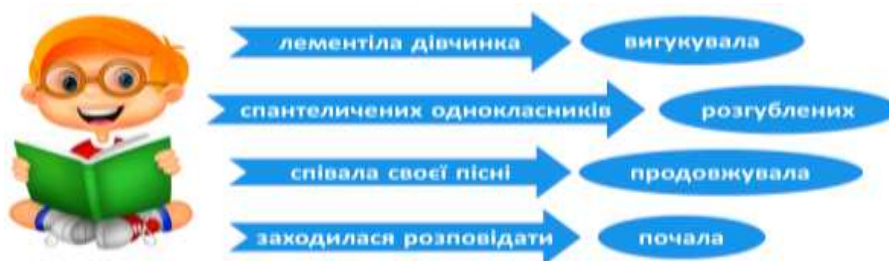 лементіла дівчинка вигукувала
спантеличених однокласників розгублених
співала своєї пісні продовжувала
заходилася розповідати почала